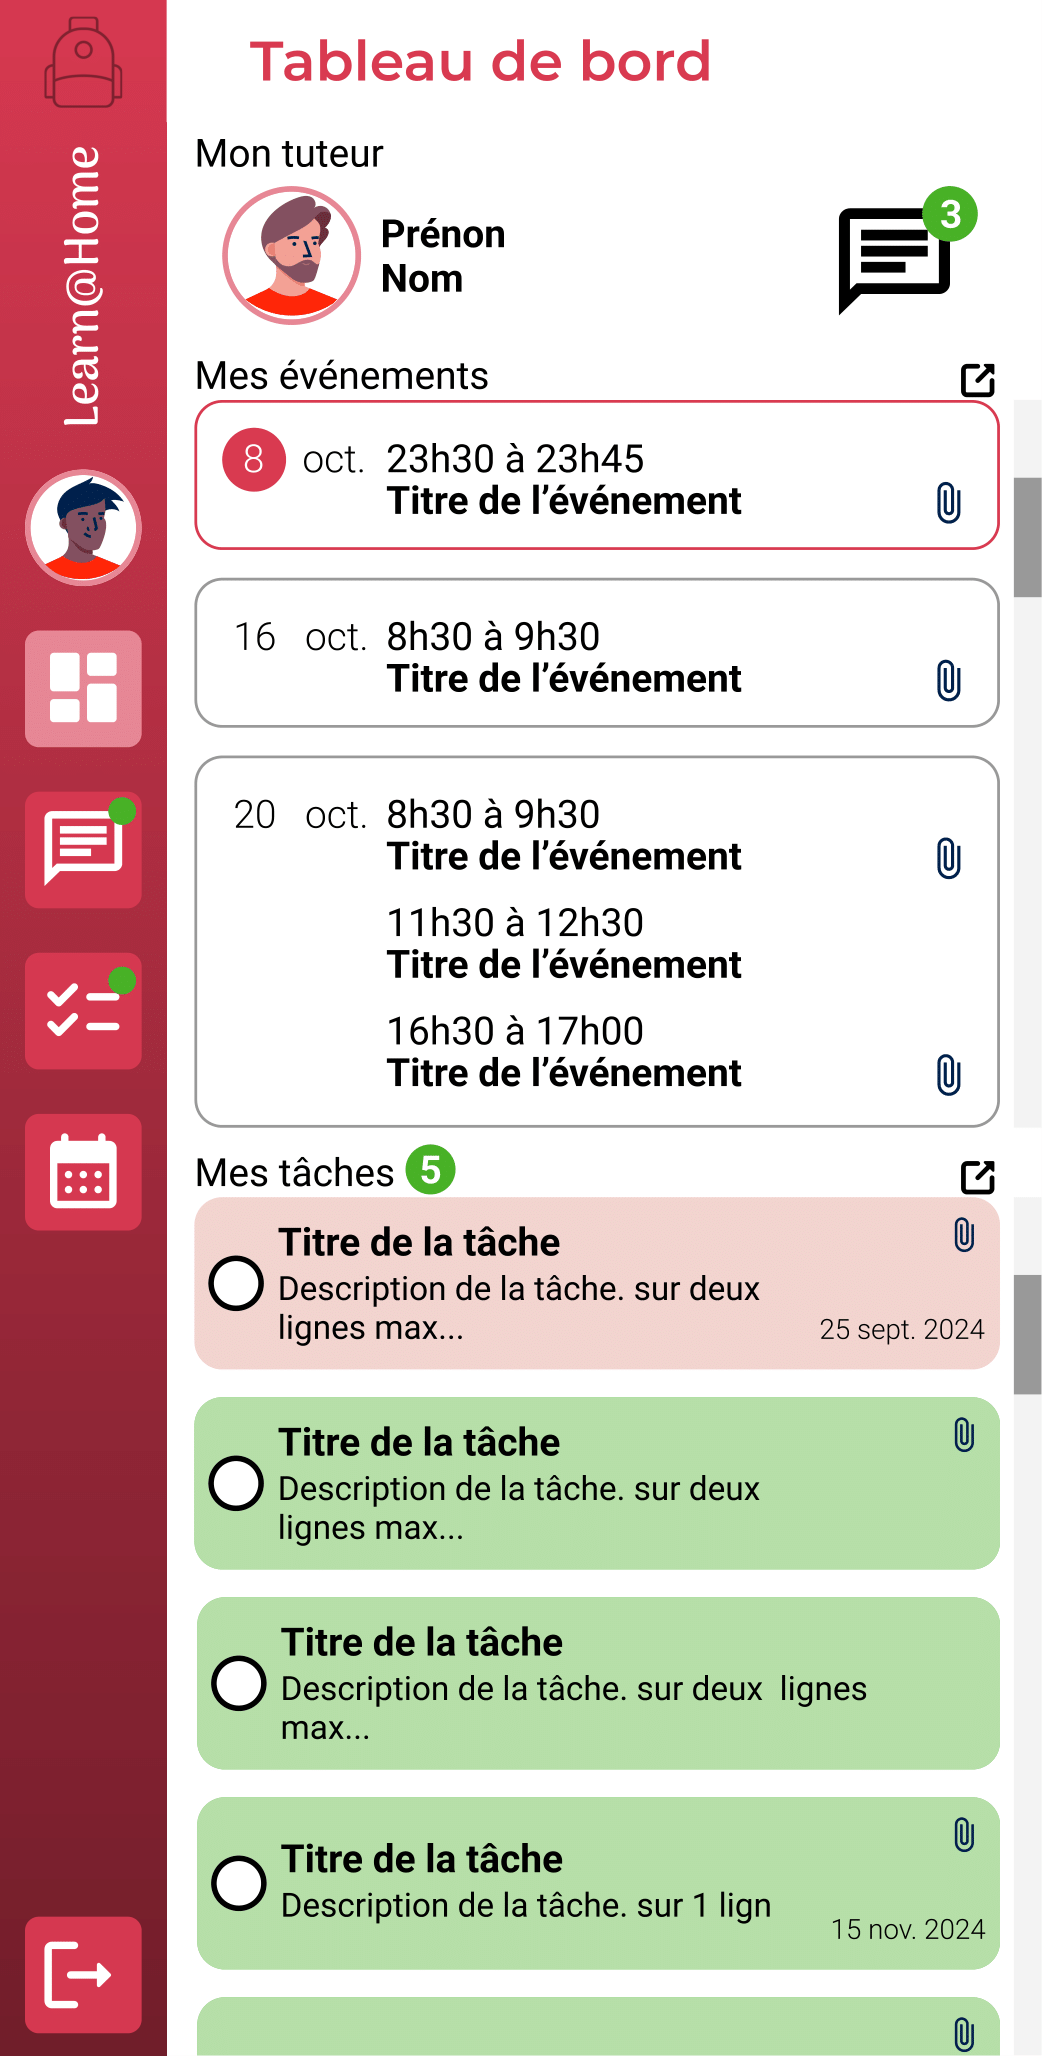 Tableau de bord
Learn@Home
Mon tuteur
Prénon
Nom
3
Mes événements
8 oct. 23h30 à 23h45
Titre de l’événement
16 oct. 8h30 à 9h30
Titre de l’événement
20 oct. 8h30 à 9h30
Titre de l’événement
11h30 à 12h30
Titre de l’événement
16h30 à 17h00
Titre de l’événement
Mes tâches 5
Titre de la tâche
Description de la tâche. sur deux
lignes max...
25 sept. 2024
Titre de la tâche
Description de la tâche. sur deux
lignes max...
Titre de la tâche
Description de la tâche. sur deux  lignes
max...
Titre de la tâche
Description de la tâche. sur 1 lign
15 nov. 2024